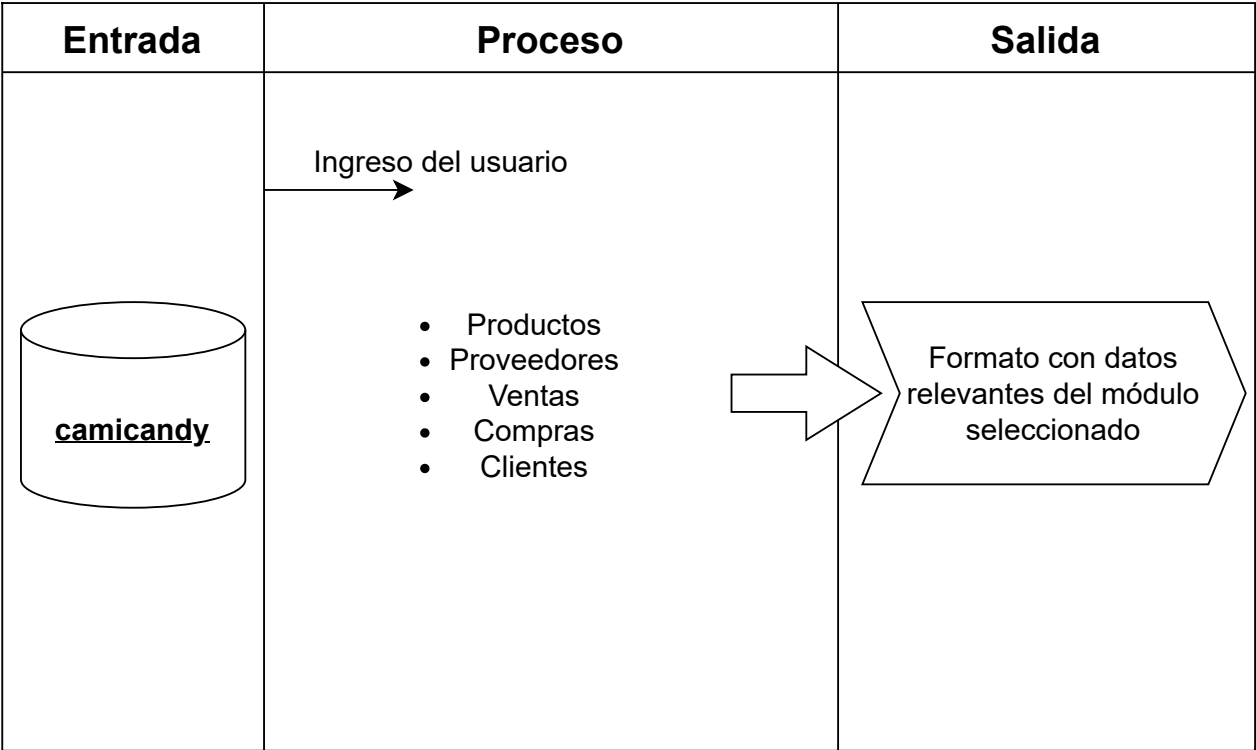 Entrada
Proceso
Salida
Ingreso del usuario
camicandy
• Productos
• Proveedores
• Ventas
• Compras
• Clientes
Formato con datos
relevantes del módulo
seleccionado